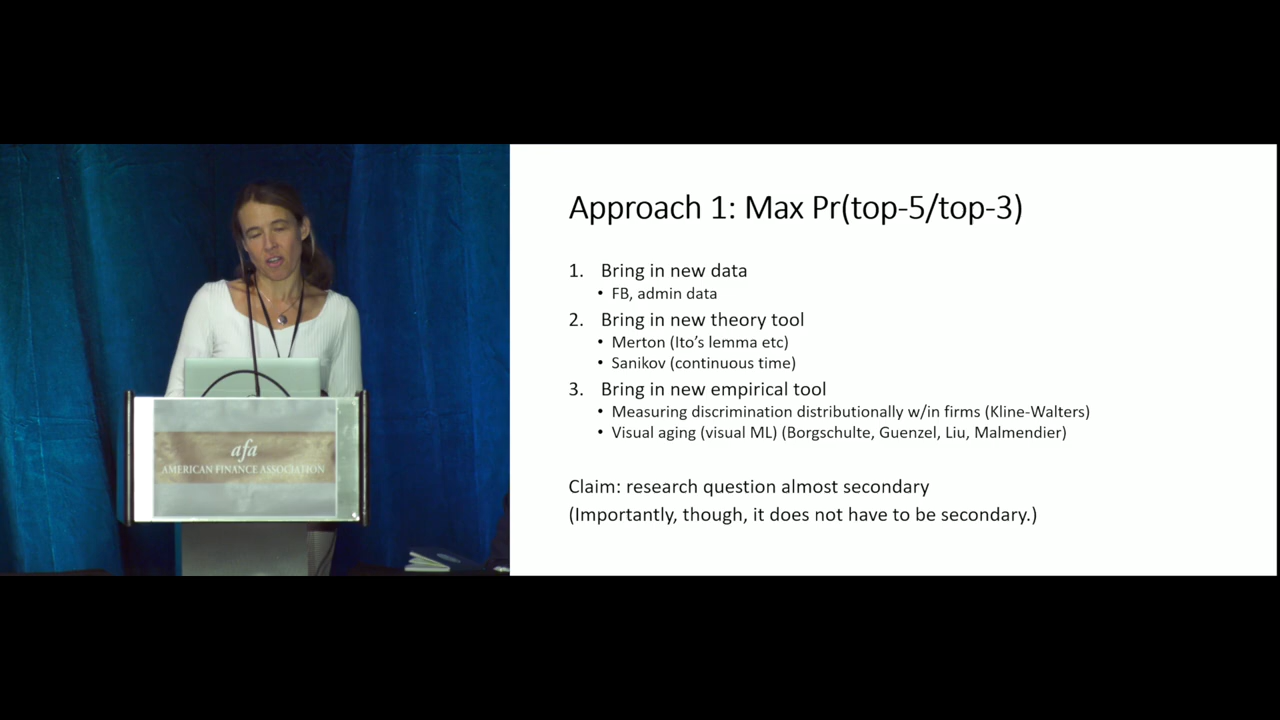 afa
AMERICAN FINANCE ASSOCIATION
Approach 1: Max Pr(top-5/top-3)
1. Bring in new data
• FB, admin data
2. Bring in new theory tool
• Merton (Ito’s lemma etc)
• Sanikov (continuous time)
3. Bring in new empirical tool
• Measuring discrimination distributionally w/in firms (Kline-Walters)
• Visual aging (visual ML) (Borgschulte, Guenzel, Liu, Malmendier)
Claim: research question almost secondary
(Importantly, though, it does not have to be secondary.)